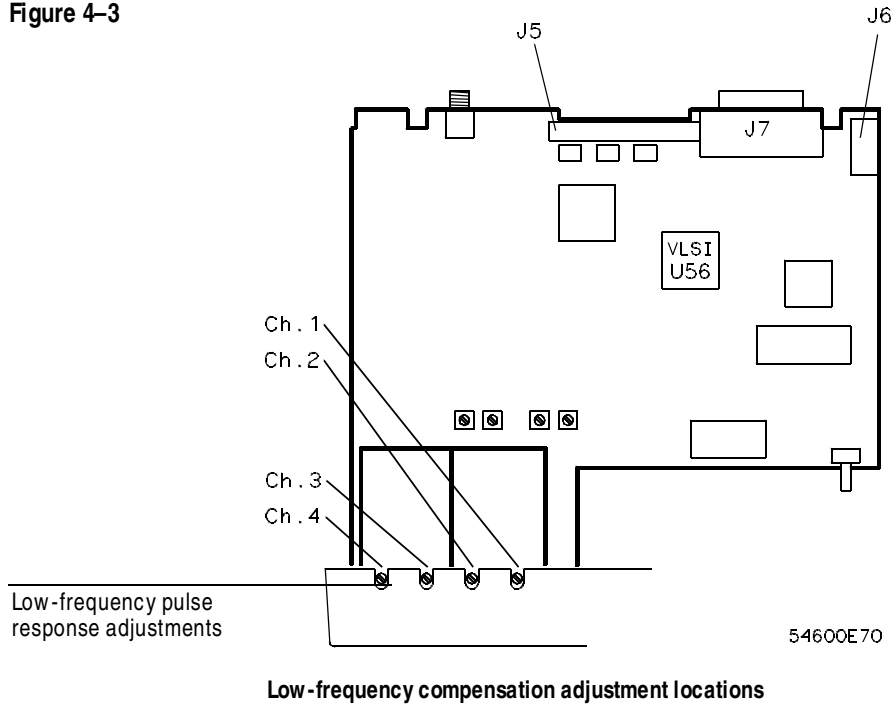 Figure 4–3
J5
J6
J7
VLSI
U56
Ch.1
Ch.2
Ch.3
Ch.4
Low-frequency pulse
response adjustments
54600E70
Low-frequency compensation adjustment locations